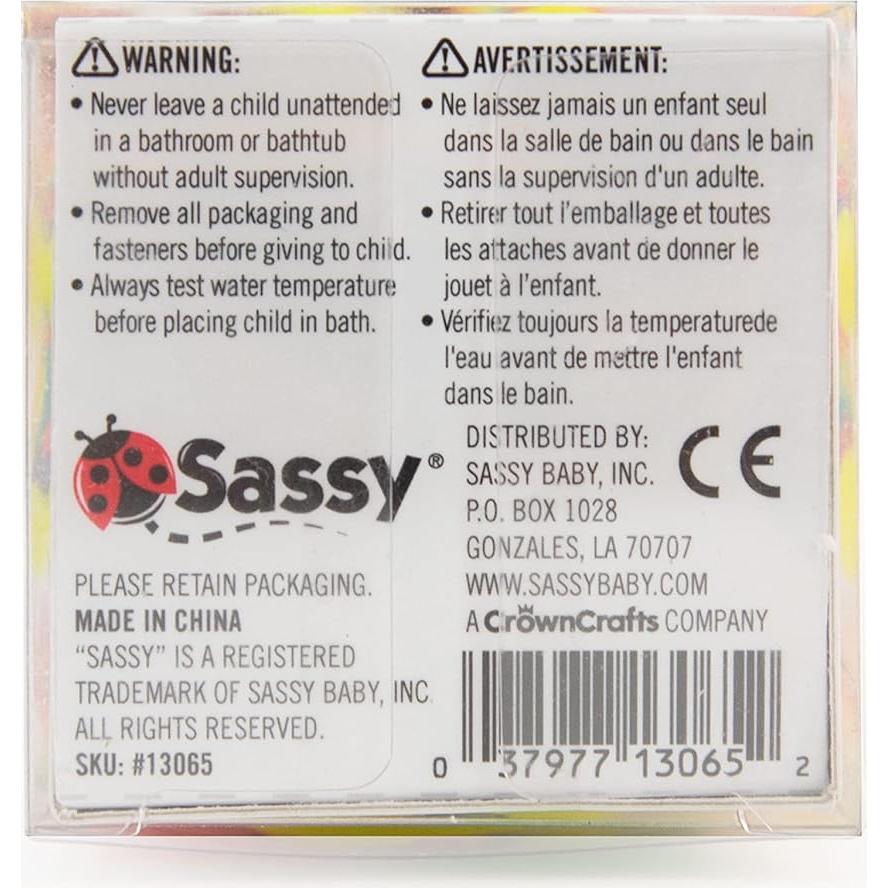 WARNING:
• Never leave a child unattended
in a bathroom or bathtub
without adult supervision.
• Remove all packaging and
fasteners before giving to child.
• Always test water temperature
before placing child in bath.
AVERTISSEMENT:
• Ne laissez jamais un enfant seul
dans la salle de bain ou dans le bain
sans la supervision d'un adulte.
• Retirer tout l'emballage et toutes
les attaches avant de donner le
jouet à l'enfant.
• Vérifiez toujours la temperaturede
l'eau avant de mettre l'enfant
dans le bain.
Sassy®
PLEASE RETAIN PACKAGING.
MADE IN CHINA
“SASSY” IS A REGISTERED
TRADEMARK OF SASSY BABY, INC.
ALL RIGHTS RESERVED.
SKU: #13065
DISTRIBUTED BY:
SASSY BABY, INC.
P.O. BOX 1028
GONZALES, LA 70707
WWW.SASSYBABY.COM
A CrownCrafts COMPANY
CE
0 37977 13065 2